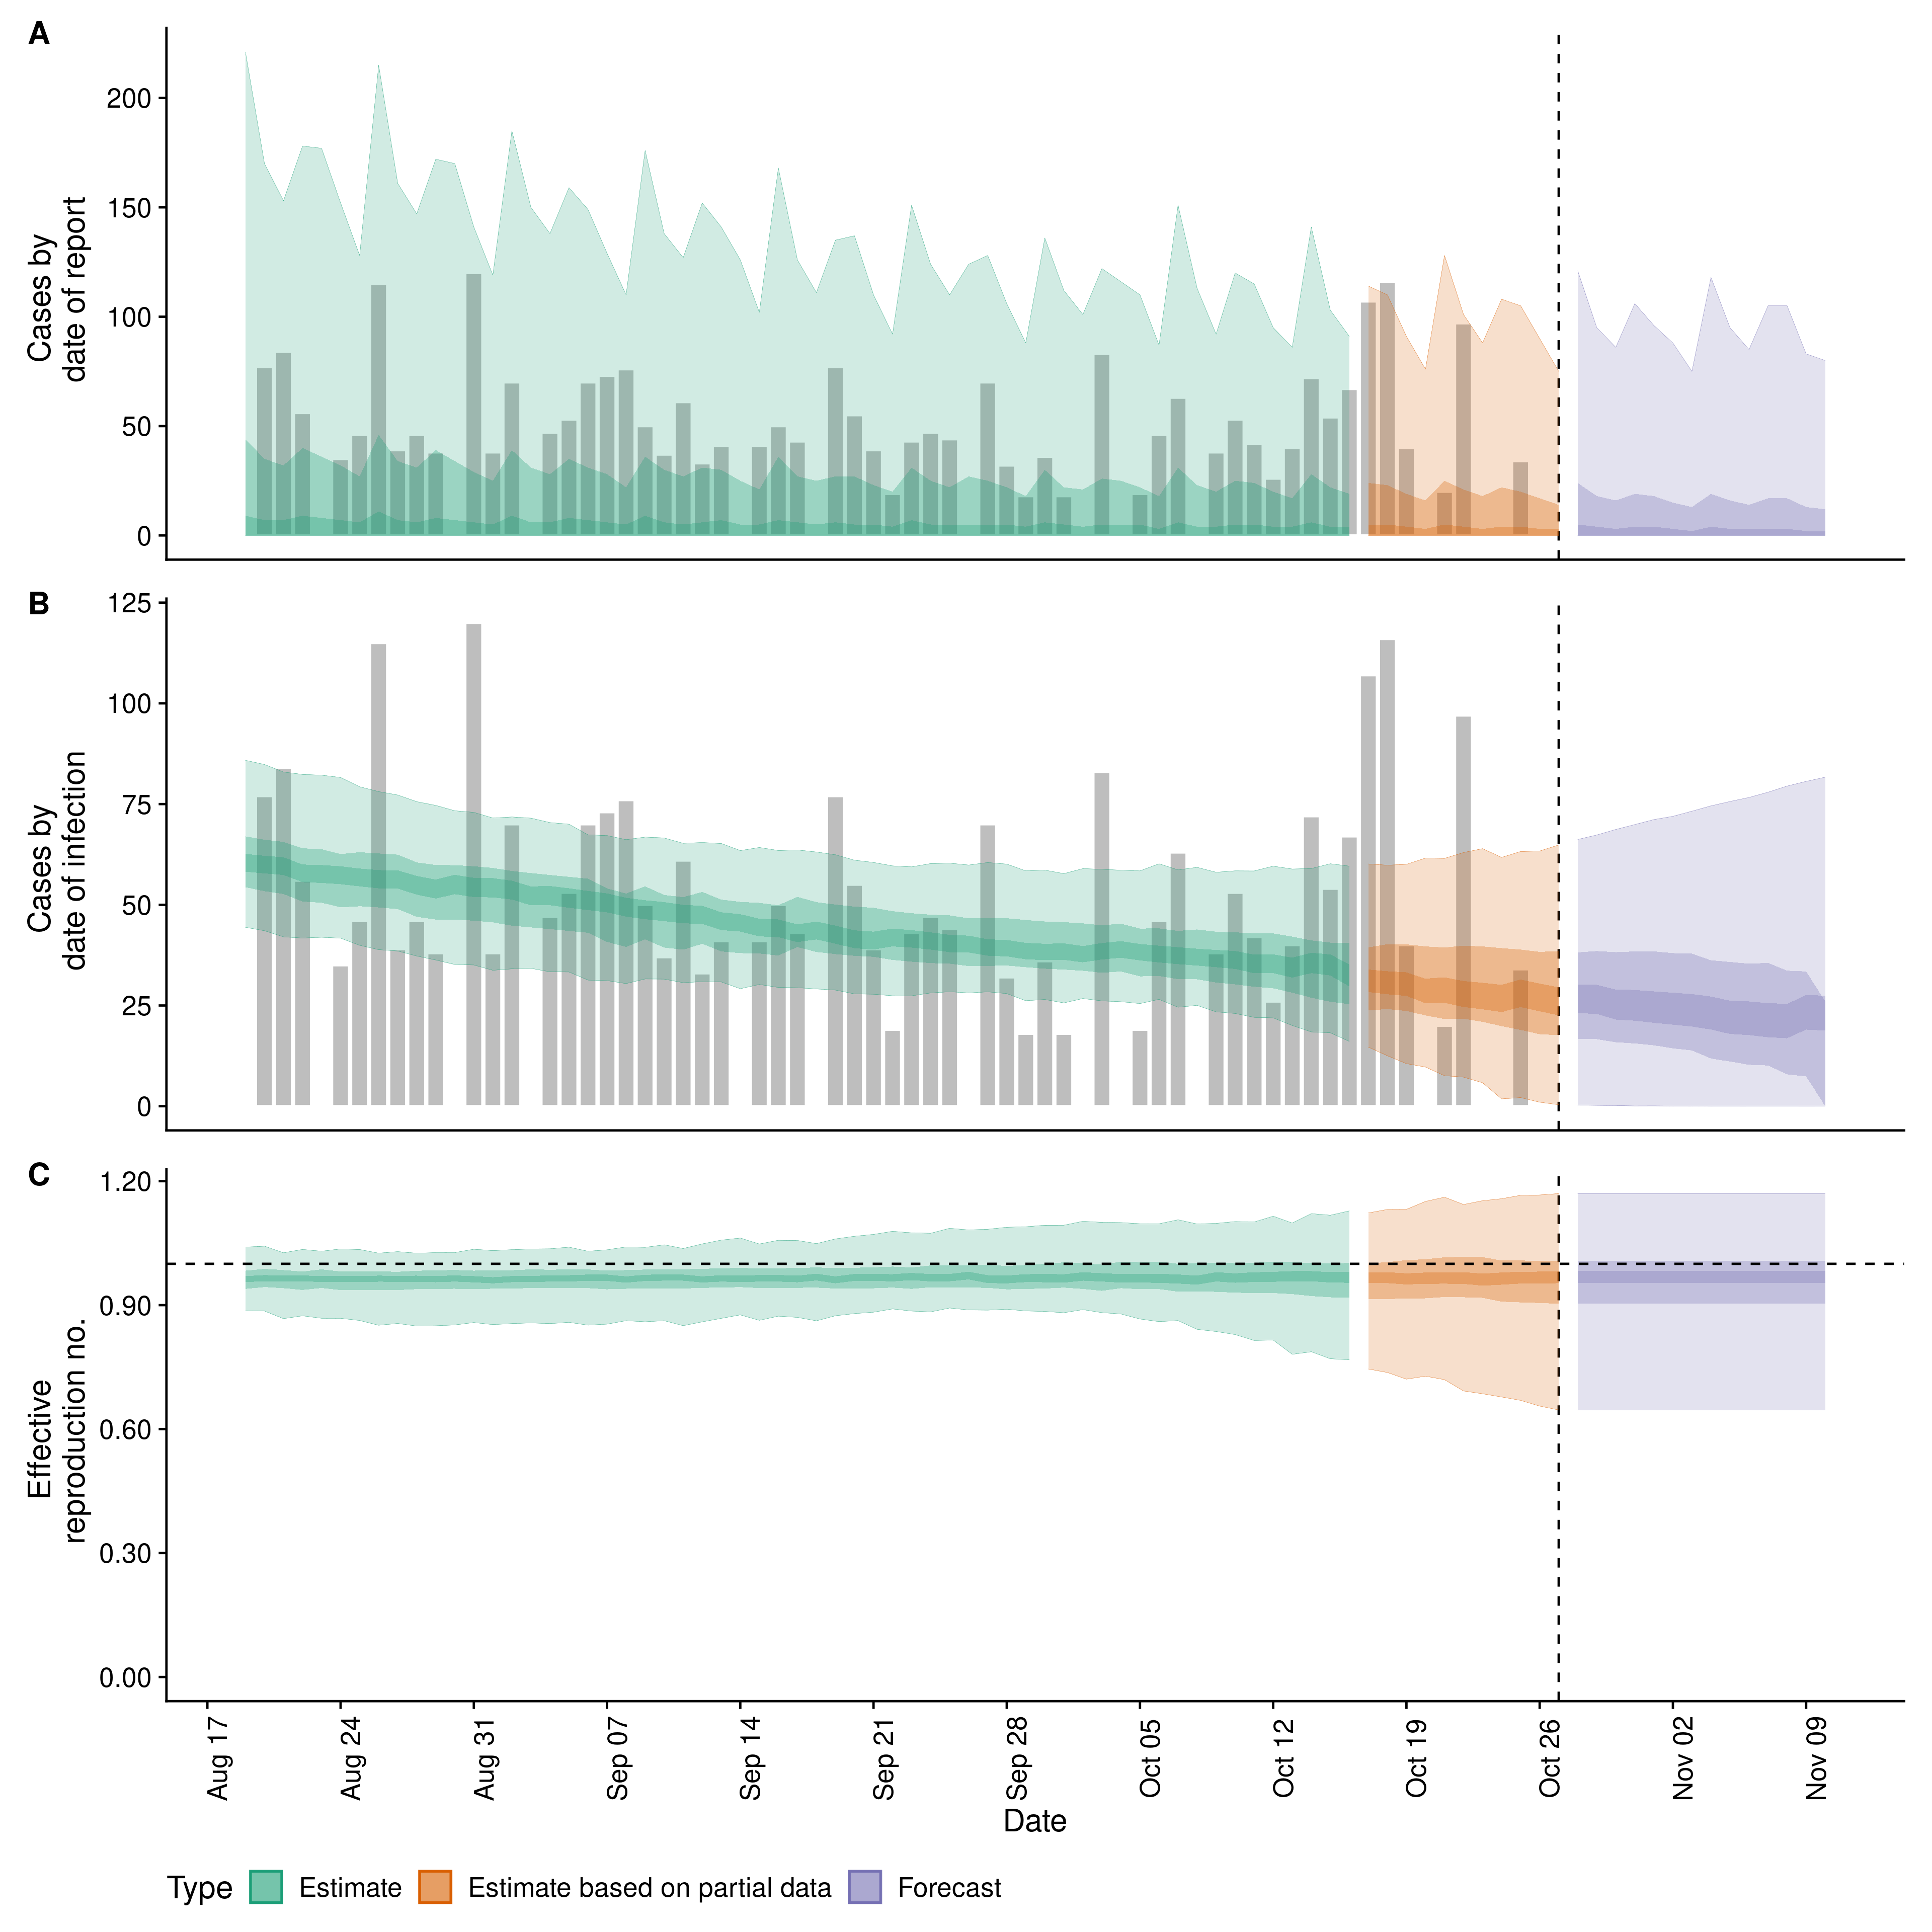 A
Cases by
date of report
200
150
100
50
0
B
Cases by
date of infection
125
100
75
50
25
0
C
Effective
reproduction no.
1.20
0.90
0.60
0.30
0.00
Aug 17
Aug 24
Aug 31
Sep 07
Sep 14
Sep 21
Sep 28
Oct 05
Oct 12
Oct 19
Oct 26
Nov 02
Nov 09
Date
Type Estimate Estimate based on partial data Forecast